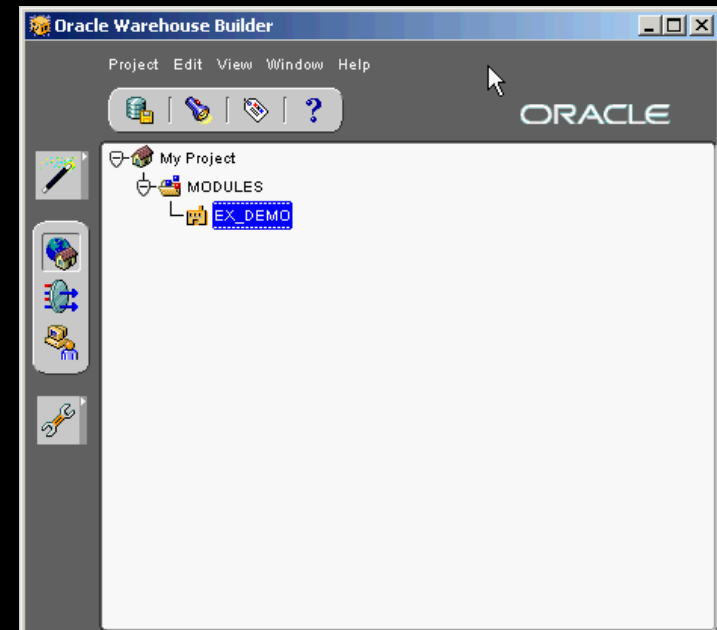 Oracle Warehouse Builder
Project Edit View Window Help
?
ORACLE
My Project
MODULES
EX_DEMO